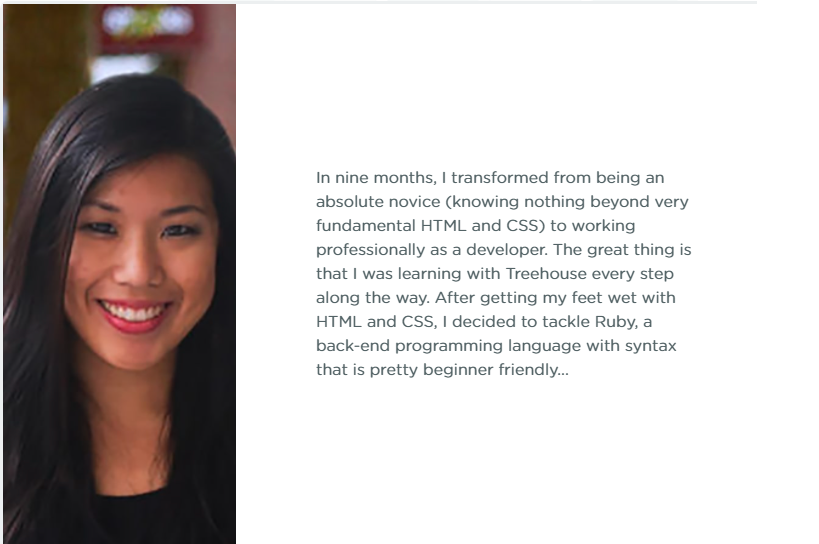 In nine months, I transformed from being an
absolute novice (knowing nothing beyond very
fundamental HTML and CSS) to working
professionally as a developer. The great thing is
that I was learning with Treehouse every step
along the way. After getting my feet wet with
HTML and CSS, I decided to tackle Ruby, a
back-end programming language with syntax
that is pretty beginner friendly...